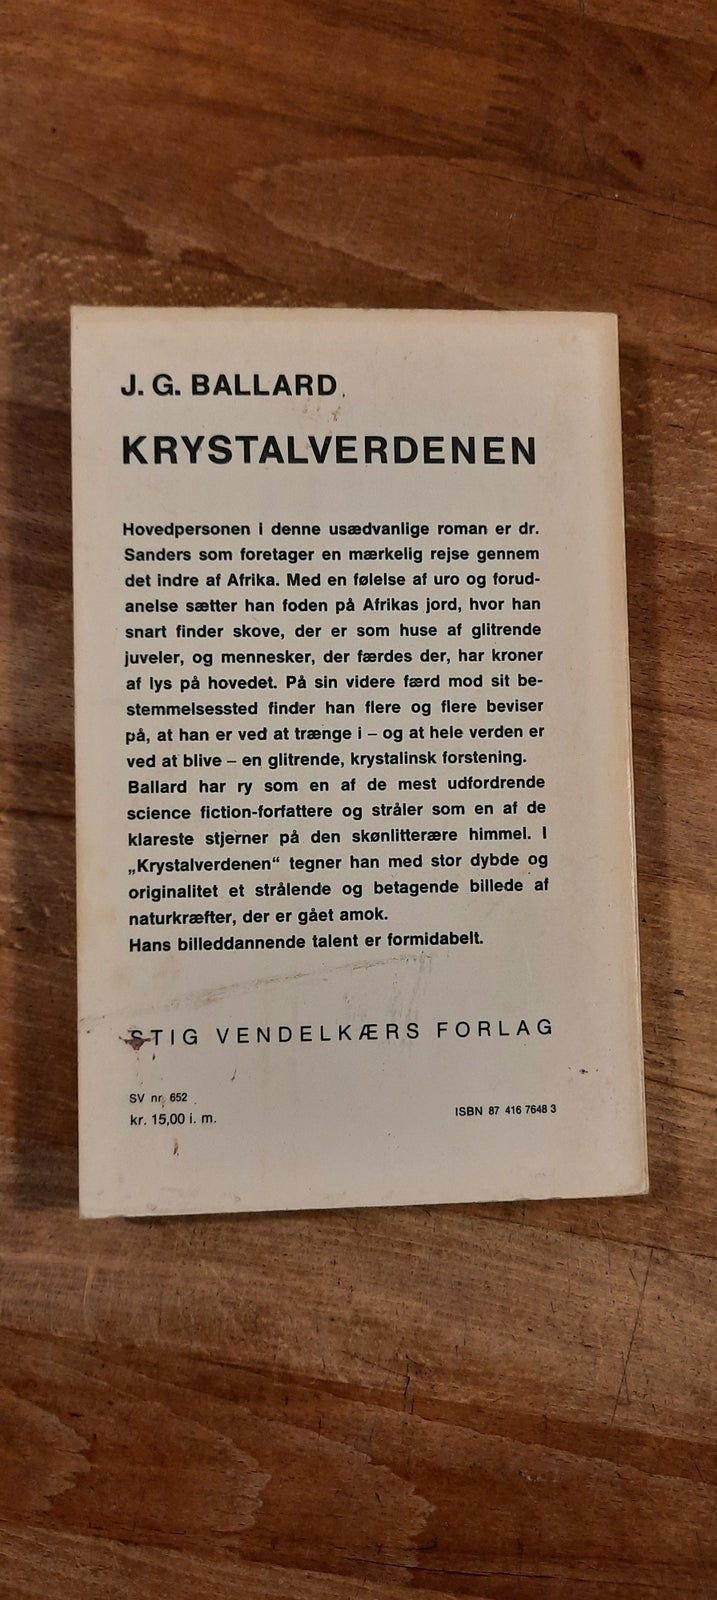 J. G. BALLARD
KRYSTALVERDENEN
Hovedpersonen i denne usædvanlige roman er dr.
Sanders som foretager en mærkelig rejse gennem
det indre af Afrika. Med en følelse af uro og forud-
anelse sætter han foden på Afrikas jord, hvor han
snart finder skove, der er som huse af glitrende
juveler, og mennesker, der færdes der, har kroner
af lys på hovedet. På sin videre færd mod sit be-
stemmelsessted finder han flere og flere beviser
på, at han er ved at trænge i – og at hele verden er
ved at blive – en glitrende, krystalinsk forstening.
Ballard har ry som en af de mest udfordrende
science fiction-forfattere og stråler som en af de
klareste stjerner på den skønlitterære himmel. I
„Krystalverdenen“ tegner han med stor dybde og
originalitet et strålende og betagende billede af
naturkræfter, der er gået amok.
Hans billeddannende talent er formidabelt.
STIG VENDELKÆRS FORLAG
SV nr. 652
kr. 15,00 i. m.
ISBN 87 416 7648 3